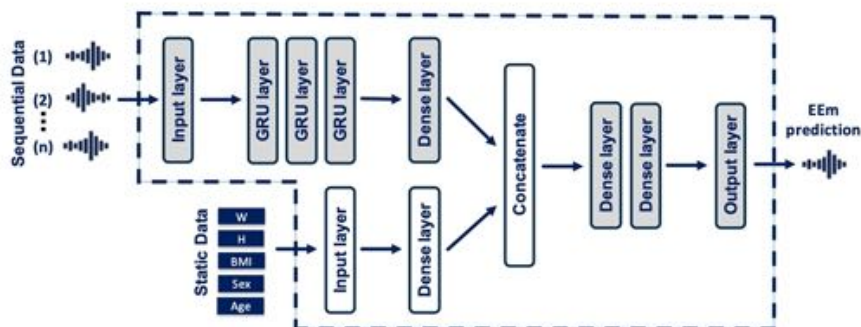 Sequential Data
(1)
(2)
(n)
Input layer
GRU layer
GRU layer
GRU layer
Dense layer
Static Data
W
H
BMI
Sex
Age
Input layer
Dense layer
Concatenate
Dense layer
Dense layer
Output layer
EEm
prediction